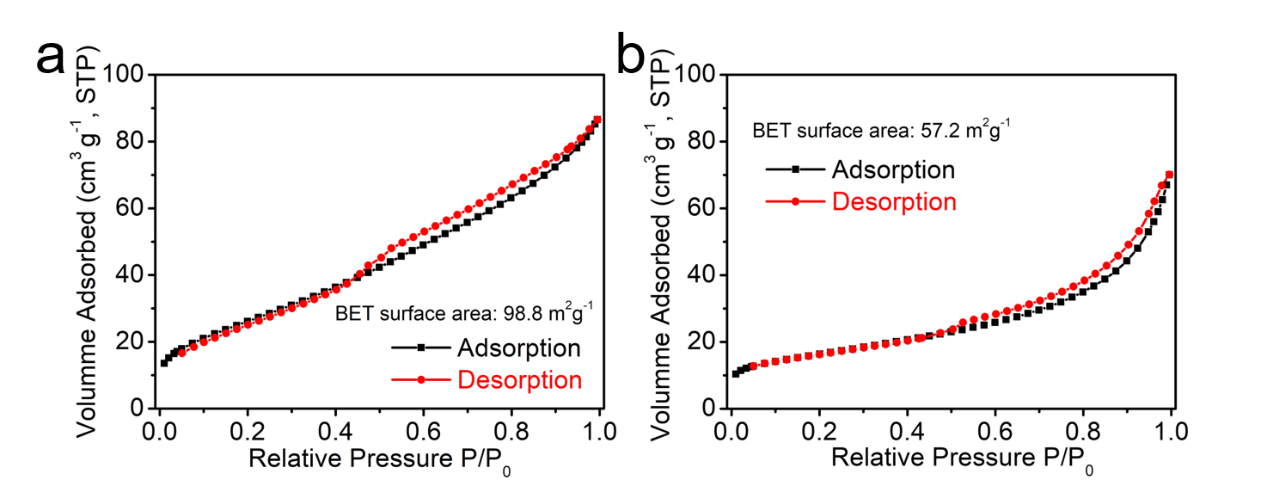 a
Volumme Adsorbed (cm³ g⁻¹, STP)
100
80
60
40
20
0
BET surface area: 98.8 m²g⁻¹
Adsorption
Desorption
0.0 0.2 0.4 0.6 0.8 1.0
Relative Pressure P/P₀
b
Volumme Adsorbed (cm³ g⁻¹, STP)
100
80
60
40
20
0
BET surface area: 57.2 m²g⁻¹
Adsorption
Desorption
0.0 0.2 0.4 0.6 0.8 1.0
Relative Pressure P/P₀